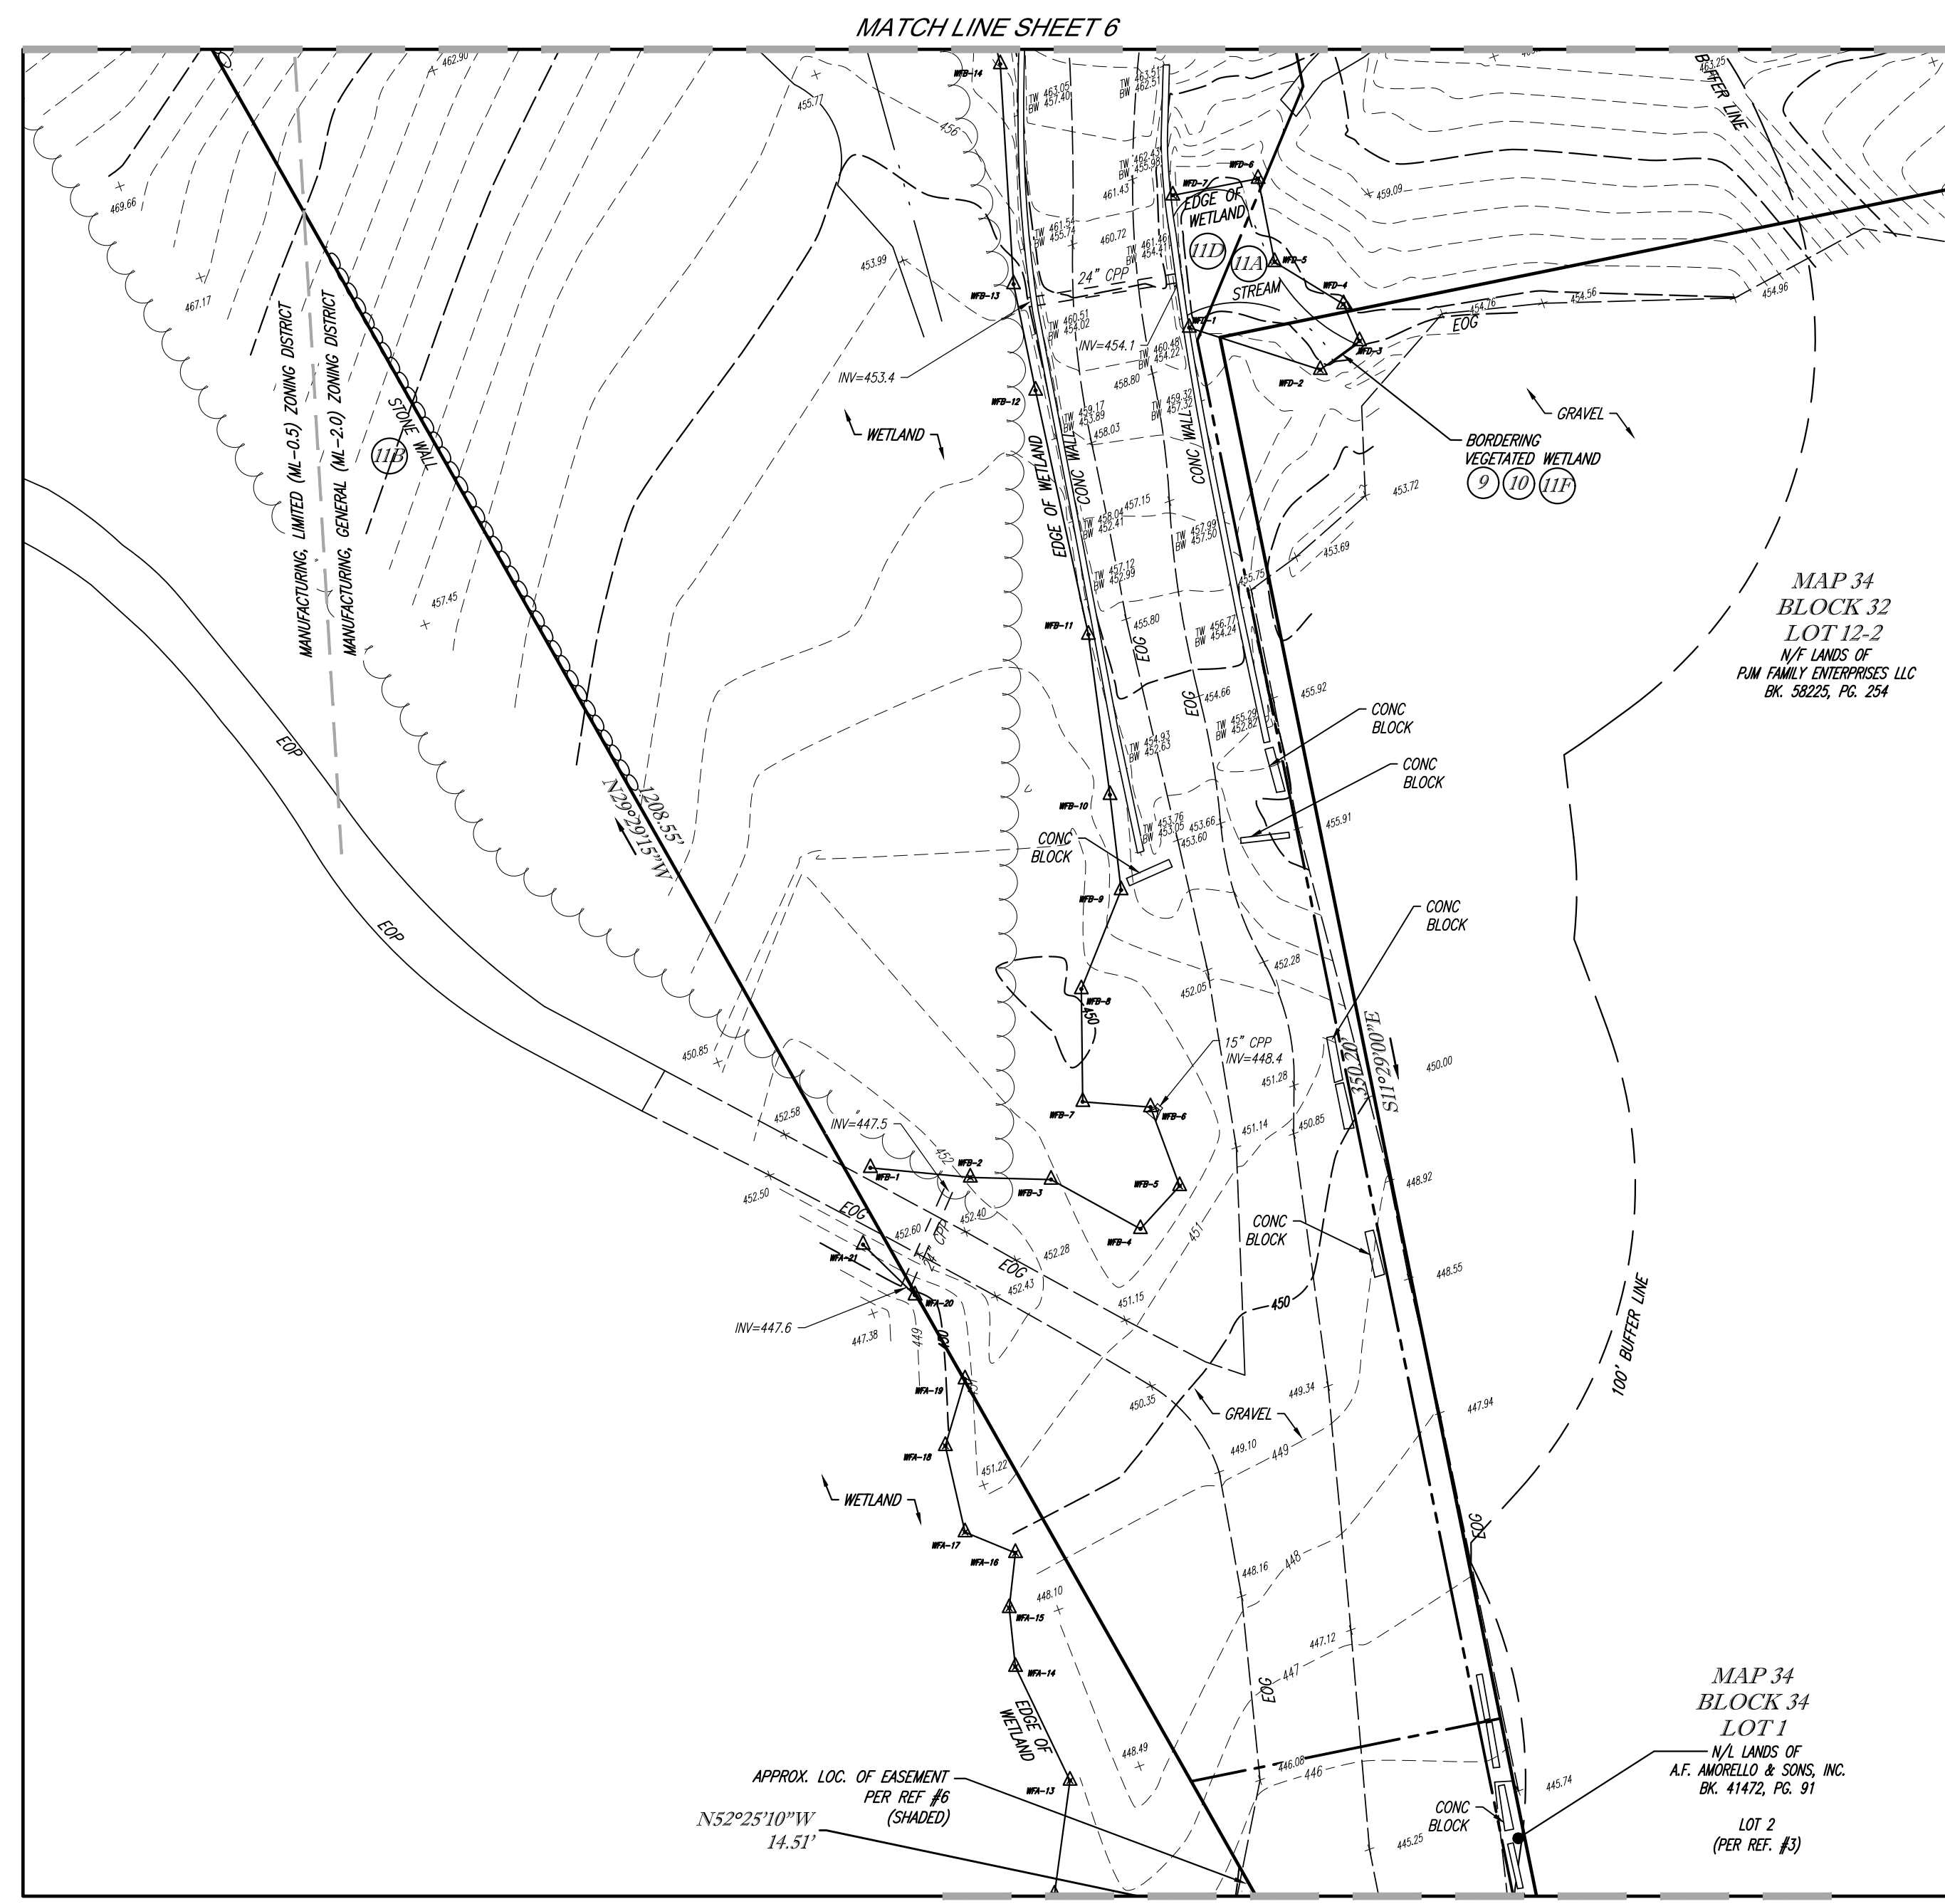 MATCH LINE SHEET 6
462.90
455.77
WFB-14
456
TW 463.05
BW 457.40
TW 463.51
BW 462.51
463.25
BUFFER LINE
469.66
467.17
453.99
461.43
TW 462.43
BW 455.98
WFD-7
WFD-6
EDGE OF
WETLAND
459.09
TW 461.54
BW 455.74
460.72
TW 461.46
BW 454.41
11D
11A
WFD-5
24" CPP
STREAM
WFD-4
WFB-13
454.76
454.56
454.96
EOG
TW 460.51
BW 454.02
WFD-1
INV=454.1
TW 460.48
BW 454.22
WFD-3
WFD-2
INV=453.4
458.80
WFB-12
TW 459.17
BW 453.89
TW 459.32
BW 457.32
GRAVEL
WETLAND
458.03
CONC WALL
CONC WALL
EDGE OF WETLAND
BORDERING
VEGETATED WETLAND
9
10
11F
453.72
MANUFACTURING, LIMITED (ML-0.5) ZONING DISTRICT
MANUFACTURING, GENERAL (ML-2.0) ZONING DISTRICT
STONE WALL
11B
TW 458.04
BW 452.41
457.15
TW 457.99
BW 457.50
453.69
TW 457.12
BW 452.99
455.75
457.45
WFB-11
455.80
EOG
TW 456.77
BW 454.24
MAP 34
BLOCK 32
LOT 12-2
N/F LANDS OF
PJM FAMILY ENTERPRISES LLC
BK. 58225, PG. 254
EOG
454.66
455.92
CONC
BLOCK
TW 455.29
BW 452.82
TW 454.93
BW 452.63
CONC
BLOCK
EOP
1208.55'
N29°29'15"W
WFB-10
TW 453.76
BW 453.05
453.66
453.60
455.91
CONC
BLOCK
WFB-9
EOP
CONC
BLOCK
452.28
452.05
WFB-8
450
450.85
15" CPP
INV=448.4
451.28
350.20'
S11°29'00"E
450.00
WFB-7
WFB-6
452.58
INV=447.5
451.14
450.85
452
WFB-1
WFB-2
WFB-3
WFB-5
448.92
452.50
EOG
452.60
24" CPP
452.40
WFB-4
451
CONC
BLOCK
WFA-21
452.28
EOG
452.43
448.55
WFA-20
INV=447.6
447.38
449
450
451.15
450
100' BUFFER LINE
WFA-19
451
450.35
449.34
GRAVEL
447.94
WFA-18
449.10
449
451.22
WETLAND
EOG
WFA-17
WFA-16
448.16
448
448.10
WFA-15
447.12
WFA-14
447
EOG
EDGE OF
WETLAND
MAP 34
BLOCK 34
LOT 1
N/L LANDS OF
A.F. AMORELLO & SONS, INC.
BK. 41472, PG. 91
LOT 2
(PER REF. #3)
448.49
446.08
446
445.74
APPROX. LOC. OF EASEMENT
PER REF #6
(SHADED)
WFA-13
N52°25'10"W
14.51'
CONC
BLOCK
445.25